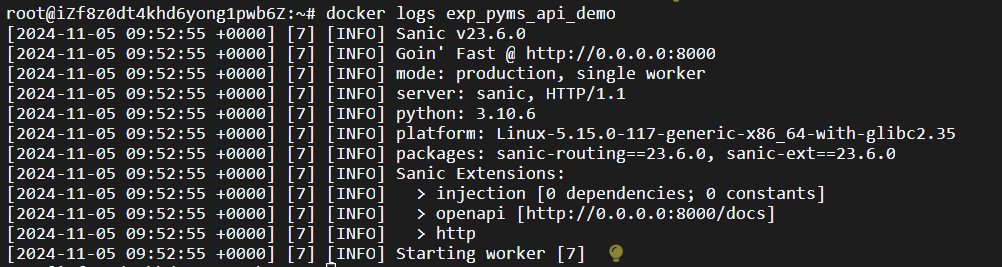 root@iZf8z0dt4khd6yong1pwb6Z:~# docker logs exp_pyms_api_demo
[2024-11-05 09:52:55 +0000] [7] [INFO] Sanic v23.6.0
[2024-11-05 09:52:55 +0000] [7] [INFO] Goin' Fast @ http://0.0.0.0:8000
[2024-11-05 09:52:55 +0000] [7] [INFO] mode: production, single worker
[2024-11-05 09:52:55 +0000] [7] [INFO] server: sanic, HTTP/1.1
[2024-11-05 09:52:55 +0000] [7] [INFO] python: 3.10.6
[2024-11-05 09:52:55 +0000] [7] [INFO] platform: Linux-5.15.0-117-generic-x86_64-with-glibc2.35
[2024-11-05 09:52:55 +0000] [7] [INFO] packages: sanic-routing==23.6.0, sanic-ext==23.6.0
[2024-11-05 09:52:55 +0000] [7] [INFO] Sanic Extensions:
[2024-11-05 09:52:55 +0000] [7] [INFO]   > injection [0 dependencies; 0 constants]
[2024-11-05 09:52:55 +0000] [7] [INFO]   > openapi [http://0.0.0.0:8000/docs]
[2024-11-05 09:52:55 +0000] [7] [INFO]   > http
[2024-11-05 09:52:55 +0000] [7] [INFO] Starting worker [7]